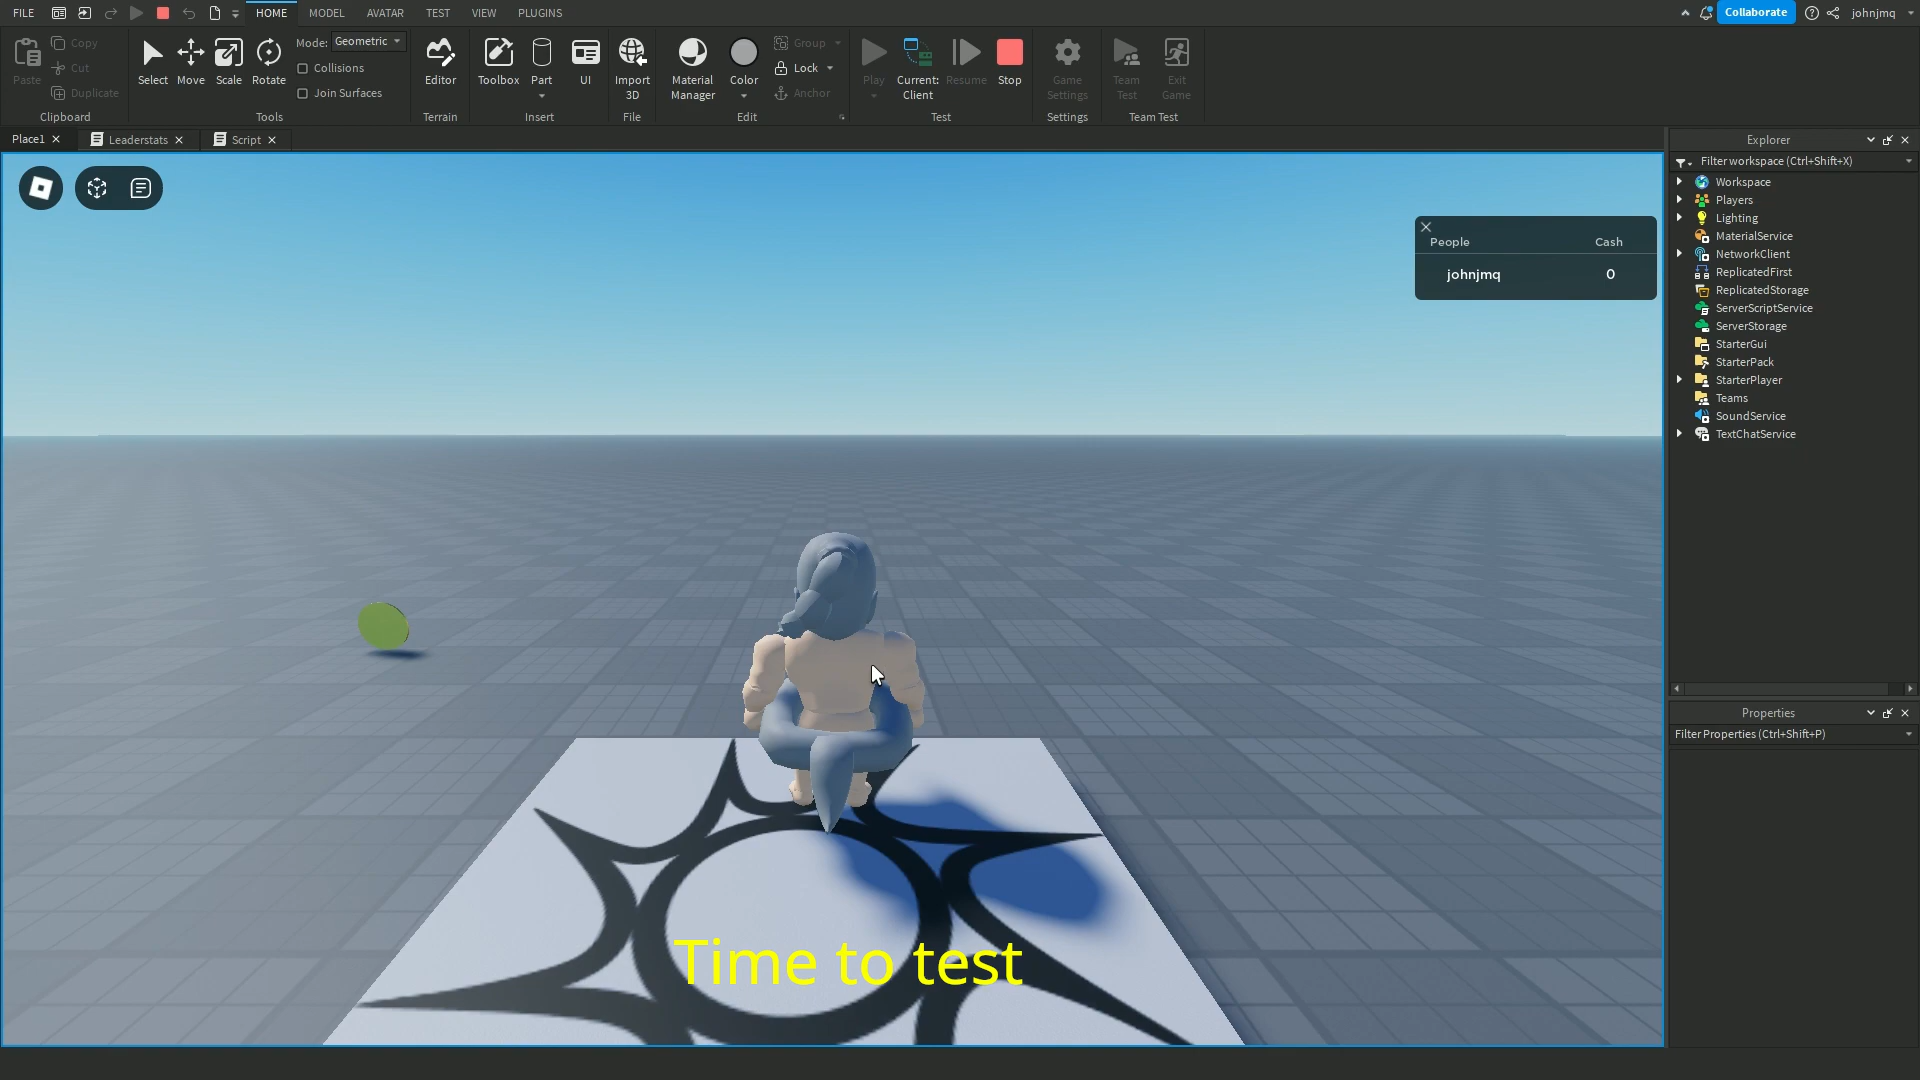 FILE
HOME
MODEL
AVATAR
TEST
VIEW
PLUGINS
Collaborate
johnjmq
Paste
Copy
Cut
Duplicate
Clipboard
Select
Move
Scale
Rotate
Mode:
Geometric
Collisions
Join Surfaces
Tools
Editor
Terrain
Toolbox
Part
UI
Insert
Import
3D
File
Material
Manager
Color
Group
Lock
Anchor
Edit
Play
Current:
Client
Resume
Stop
Test
Game
Settings
Settings
Team
Test
Exit
Game
Team Test
Place1
Leaderstats
Script
People
Cash
johnjmq
0
Time to test
Explorer
Filter workspace (Ctrl+Shift+X)
Workspace
Players
Lighting
MaterialService
NetworkClient
ReplicatedFirst
ReplicatedStorage
ServerScriptService
ServerStorage
StarterGui
StarterPack
StarterPlayer
Teams
SoundService
TextChatService
Properties
Filter Properties (Ctrl+Shift+P)